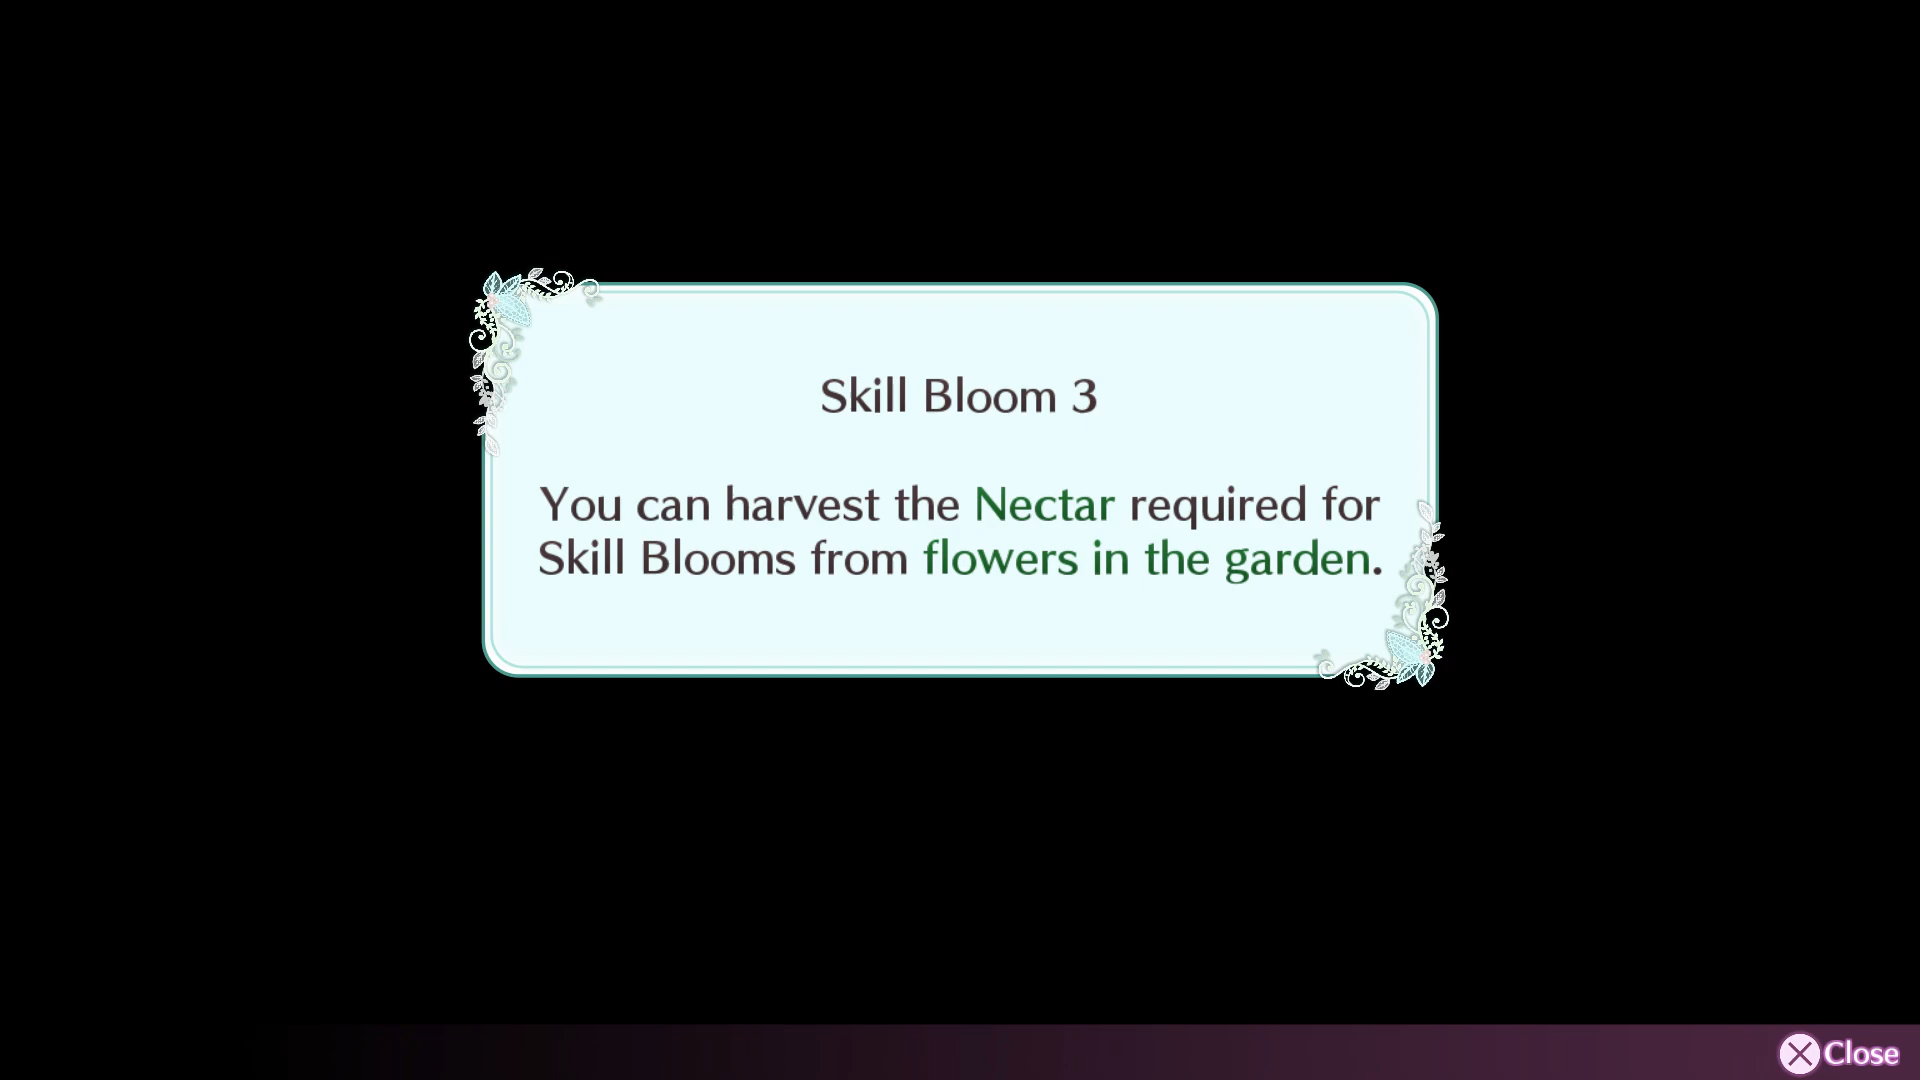 Skill Bloom 3
You can harvest the Nectar required for
Skill Blooms from flowers in the garden.
Close